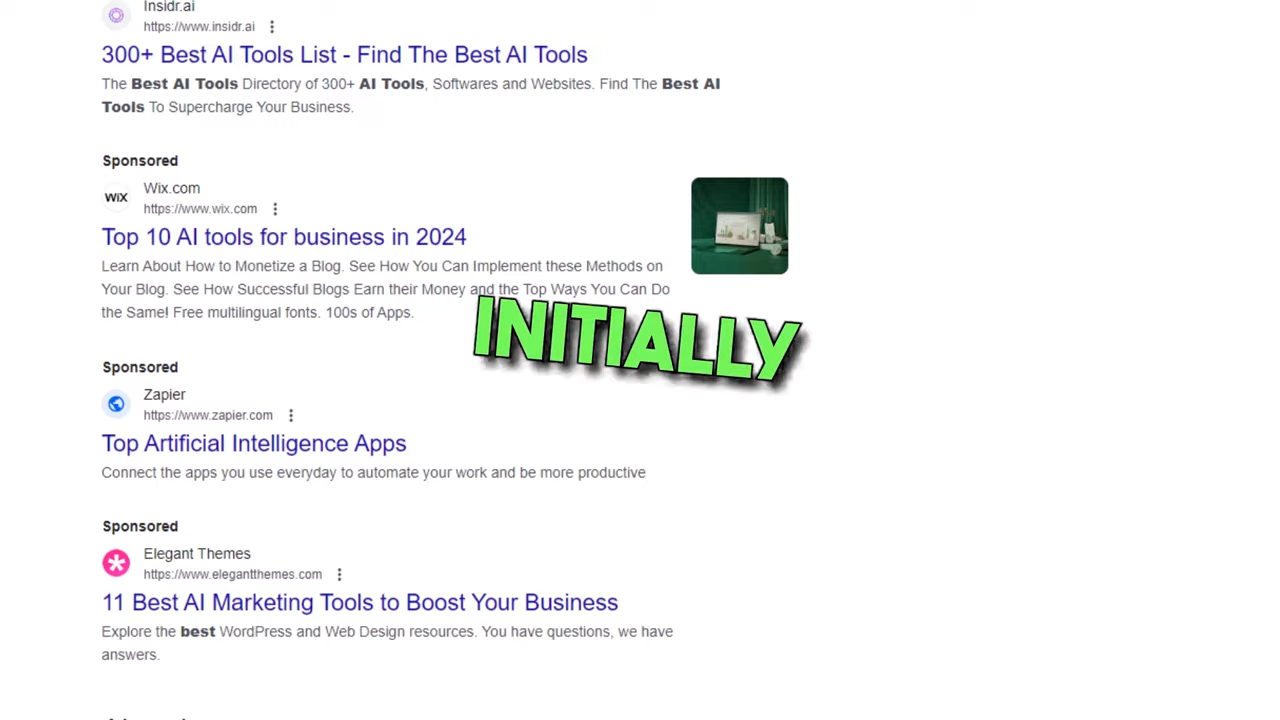 Insidr.ai
https://www.insidr.ai
300+ Best AI Tools List - Find The Best AI Tools
The Best AI Tools Directory of 300+ AI Tools, Softwares and Websites. Find The Best AI
Tools To Supercharge Your Business.
Sponsored
WiX
Wix.com
https://www.wix.com
Top 10 AI tools for business in 2024
Learn About How to Monetize a Blog. See How You Can Implement these Methods on
Your Blog. See How Successful Blogs Earn their Money and the Top Ways You Can Do
the Same! Free multilingual fonts. 100s of Apps.
INITIALLY
Sponsored
Zapier
https://www.zapier.com
Top Artificial Intelligence Apps
Connect the apps you use everyday to automate your work and be more productive
Sponsored
Elegant Themes
https://www.elegantthemes.com
11 Best AI Marketing Tools to Boost Your Business
Explore the best WordPress and Web Design resources. You have questions, we have
answers.